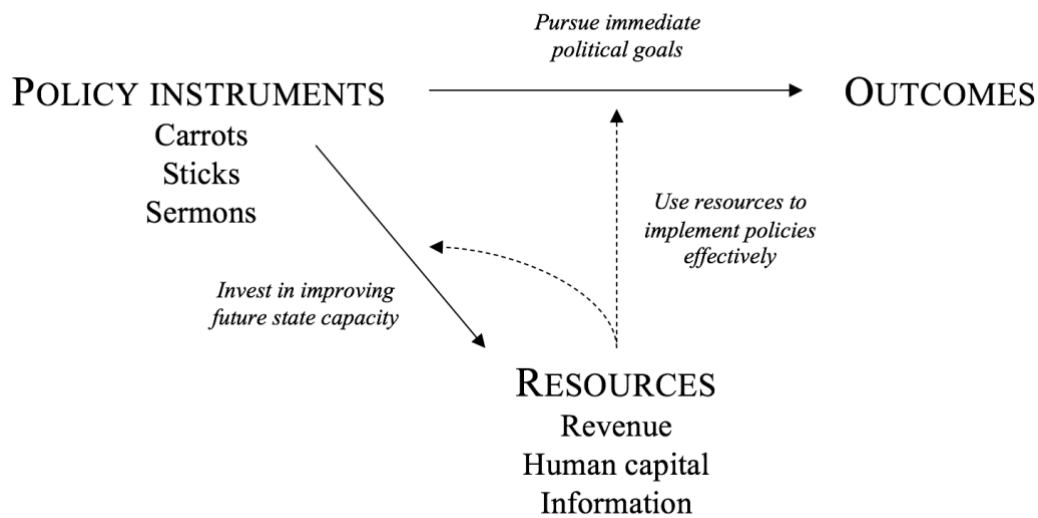 Pursue immediate
political goals
POLICY INSTRUMENTS
OUTCOMES
Carrots
Sticks
Sermons
Use resources to
implement policies
effectively
Invest in improving
future state capacity
RESOURCES
Revenue
Human capital
Information